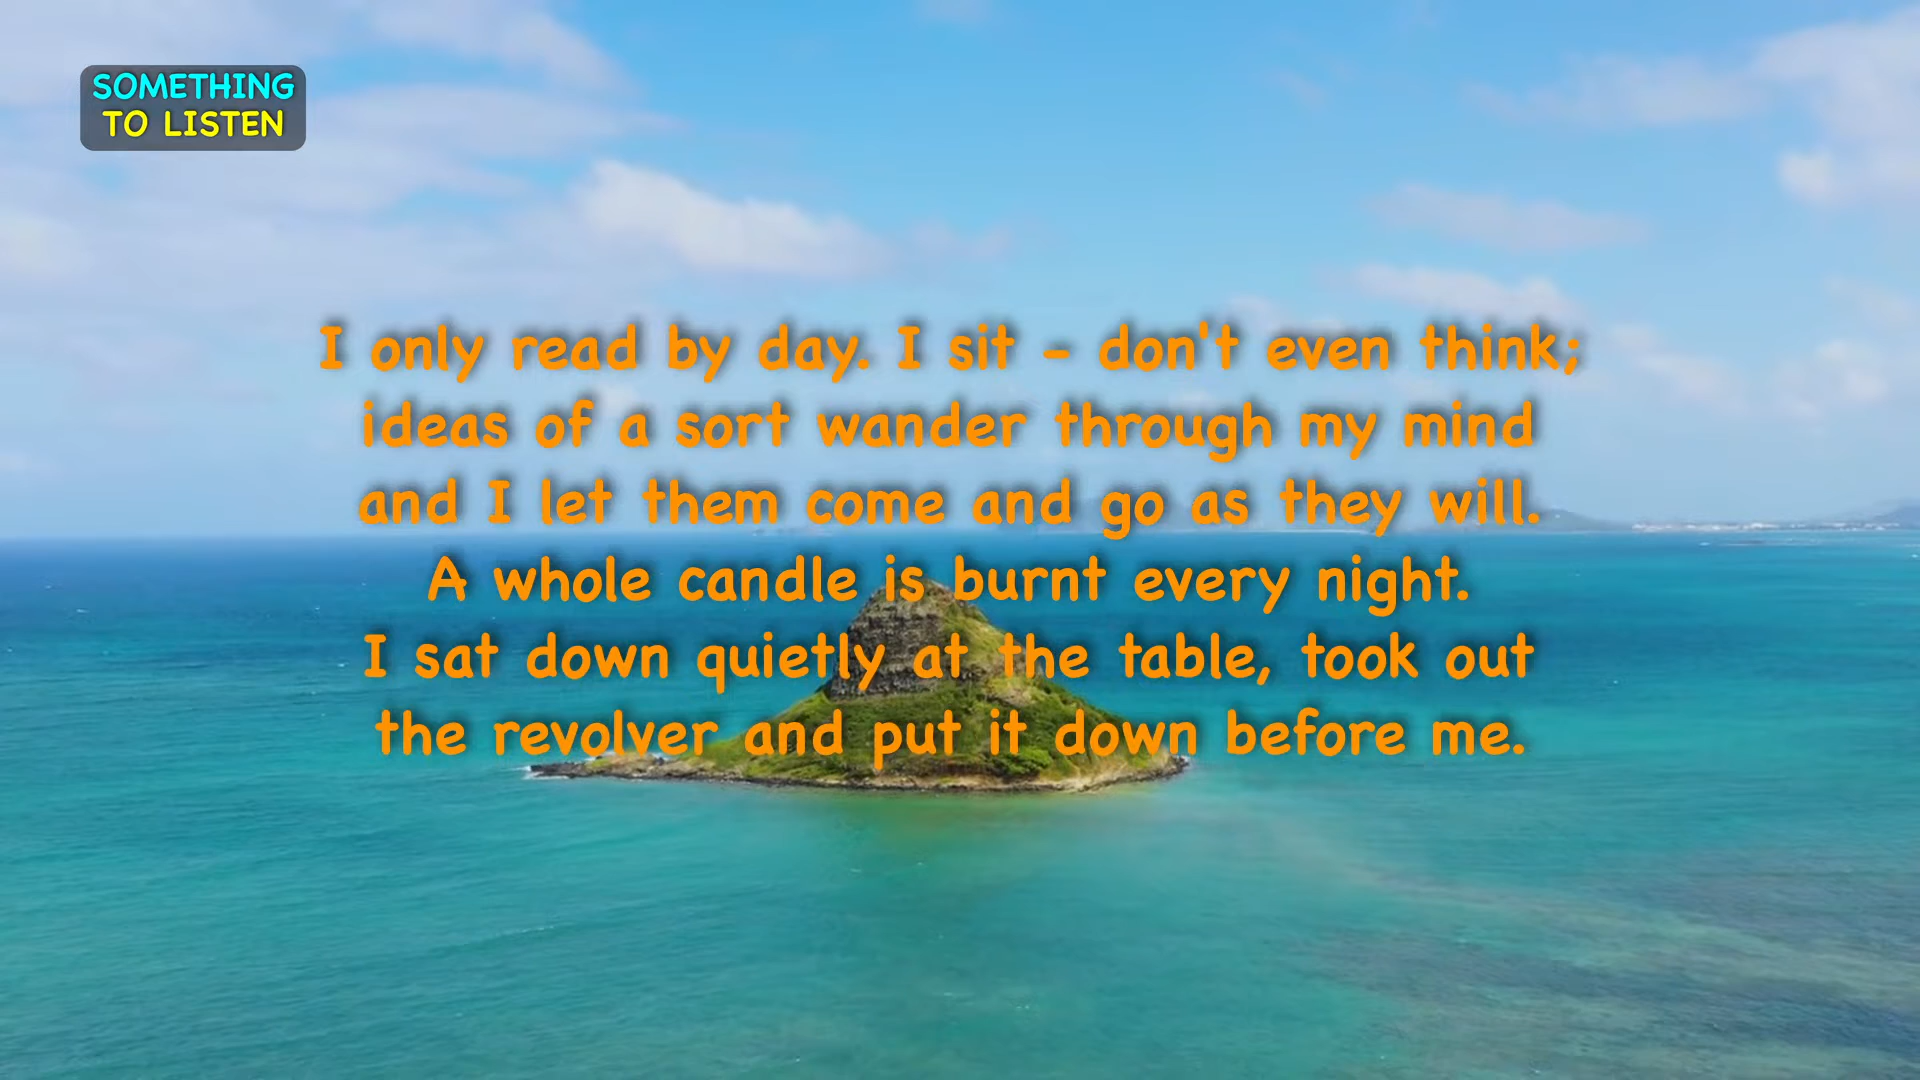 SOMETHING
TO LISTEN
I only read by day. I sit - don't even think;
ideas of a sort wander through my mind
and I let them come and go as they will.
A whole candle is burnt every night.
I sat down quietly at the table, took out
the revolver and put it down before me.